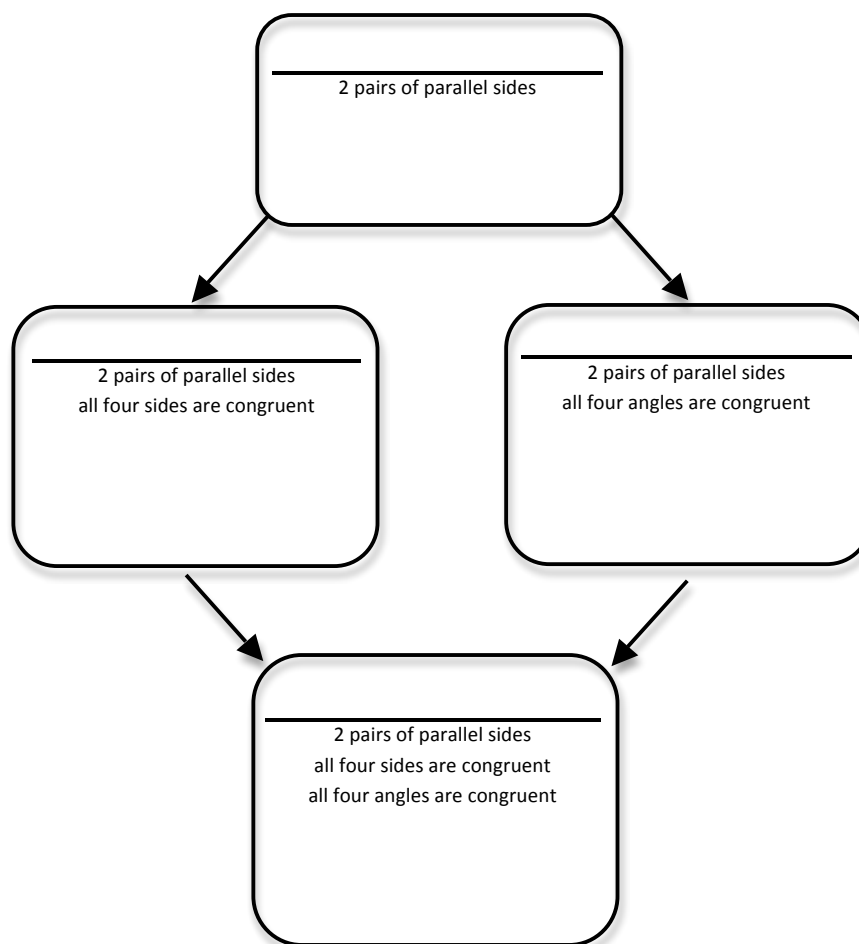 2 pairs of parallel sides
2 pairs of parallel sides
all four sides are congruent
2 pairs of parallel sides
all four angles are congruent
2 pairs of parallel sides
all four sides are congruent
all four angles are congruent